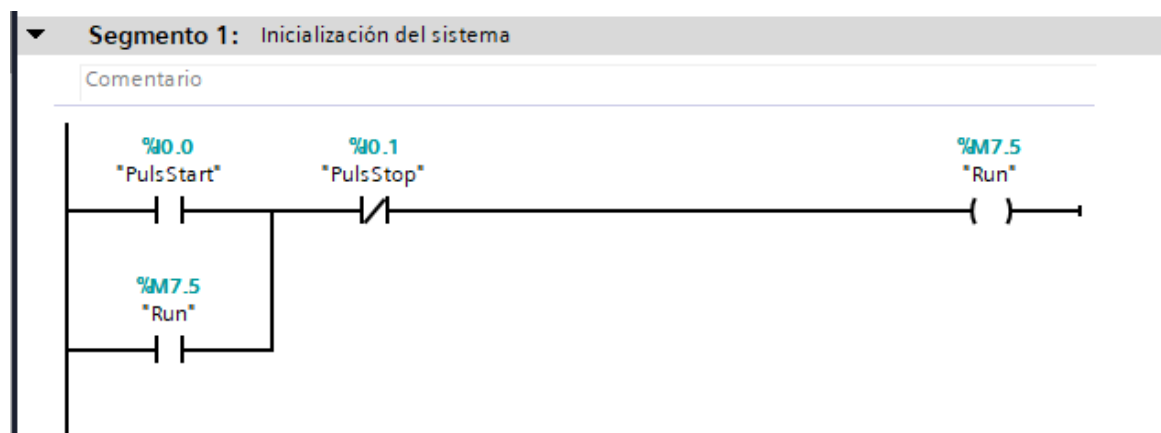 Segmento 1: Inicialización del sistema
Comentario
%I0.0 %I0.1 %M7.5
"PulsStart" "PulsStop" "Run"
%M7.5
"Run"